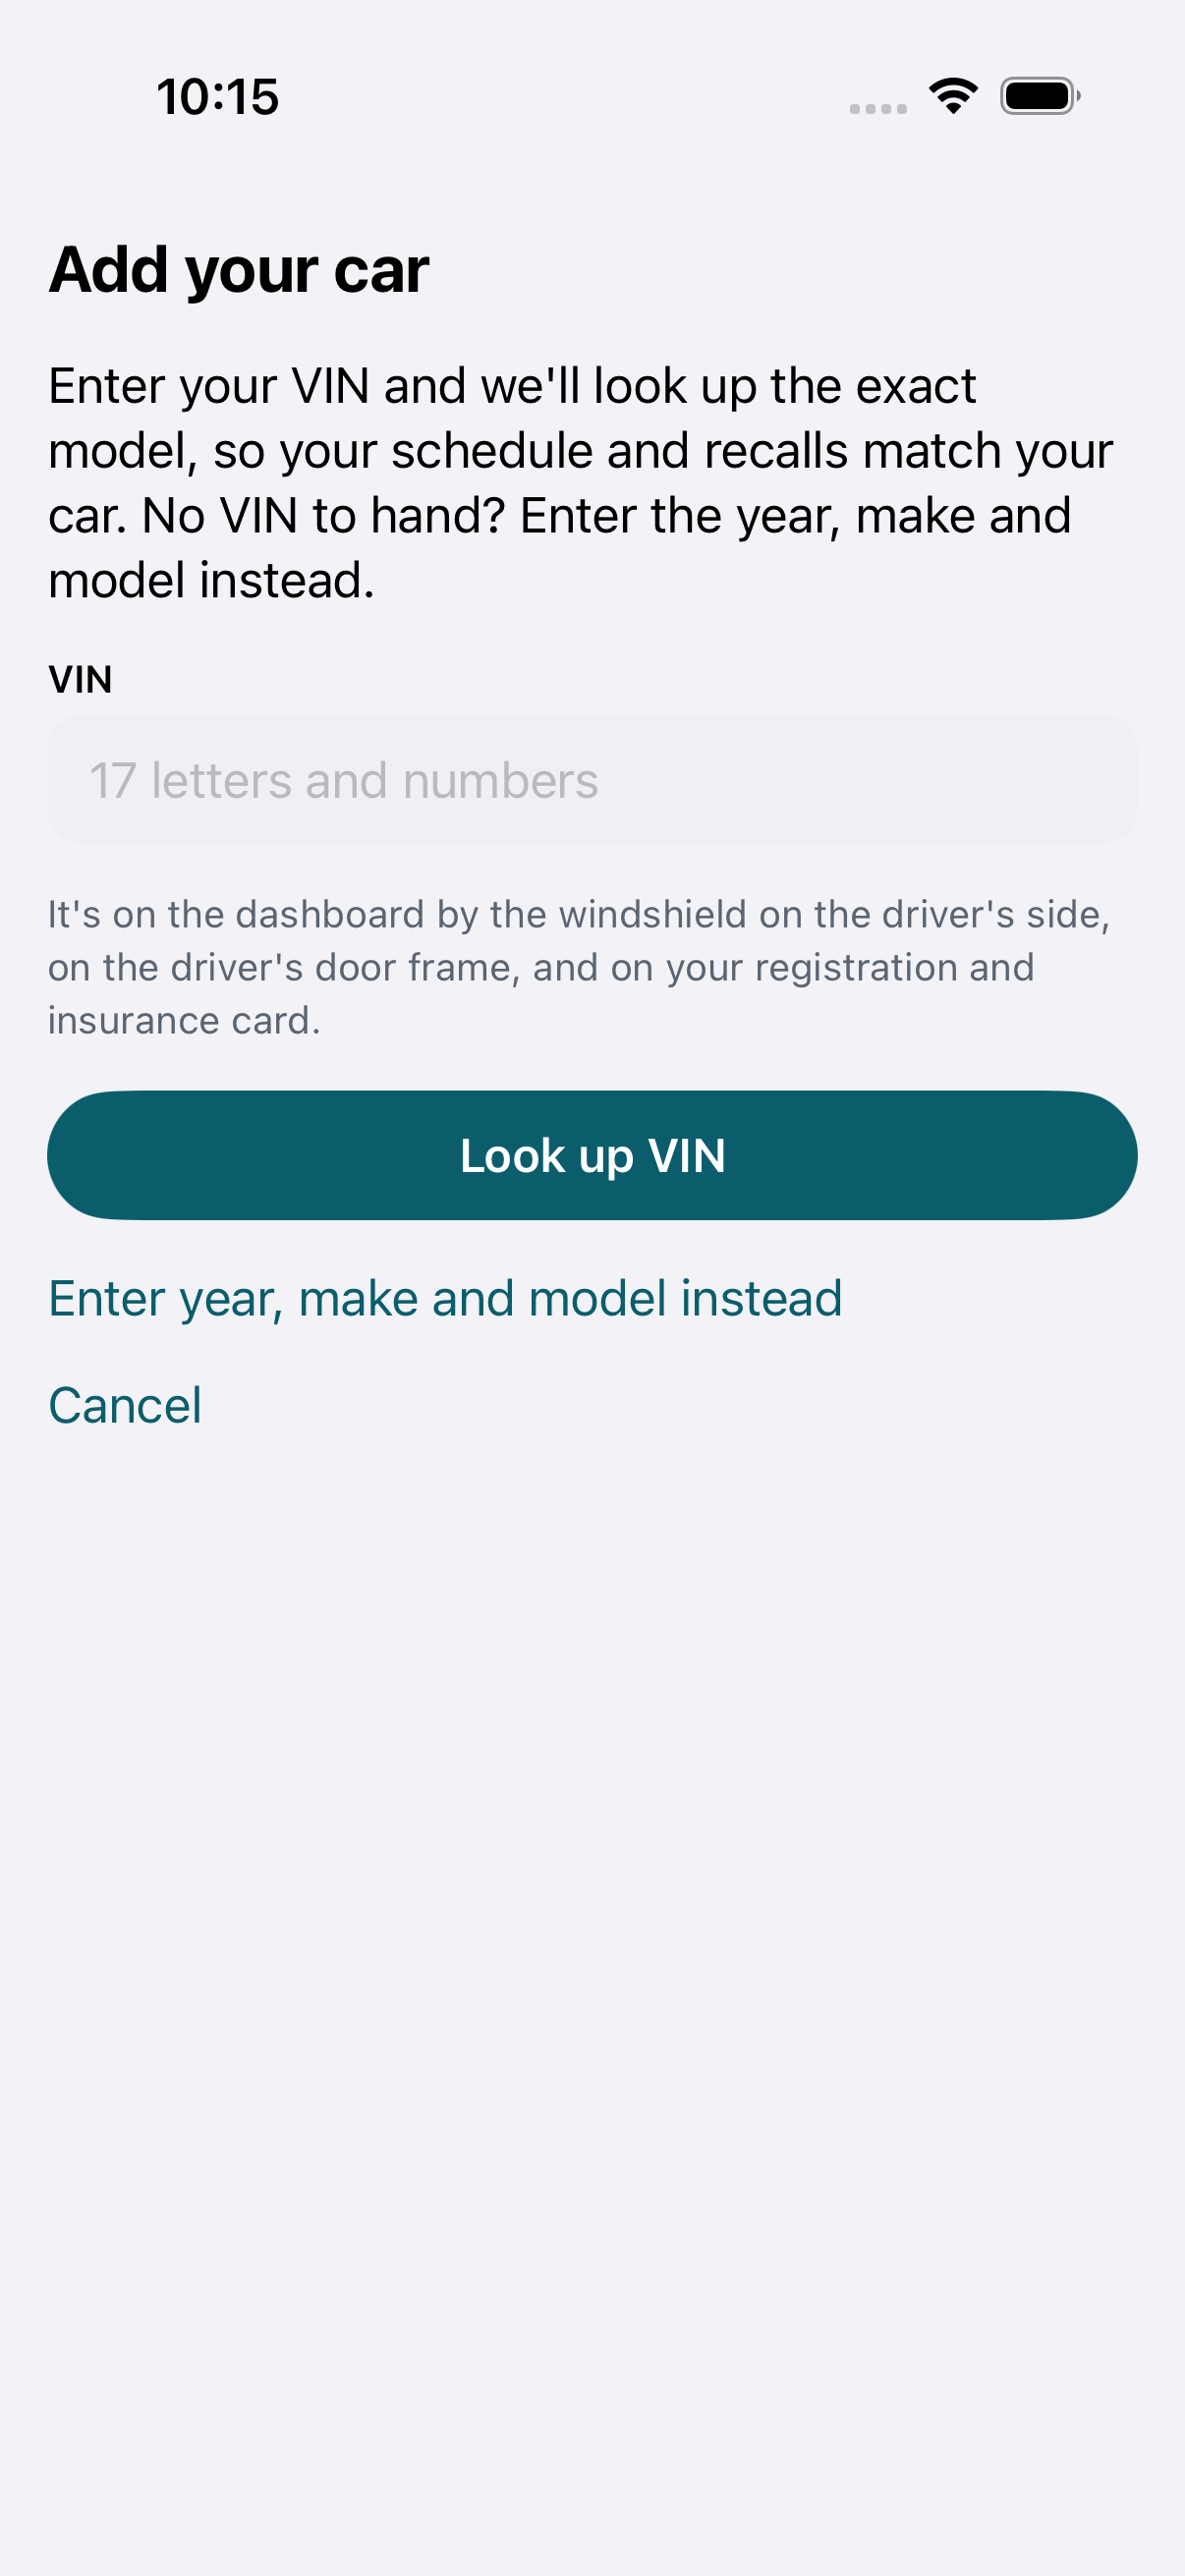 10:15
Add your car
Enter your VIN and we'll look up the exact
model, so your schedule and recalls match your
car. No VIN to hand? Enter the year, make and
model instead.
VIN
17 letters and numbers
It's on the dashboard by the windshield on the driver's side,
on the driver's door frame, and on your registration and
insurance card.
Look up VIN
Enter year, make and model instead
Cancel